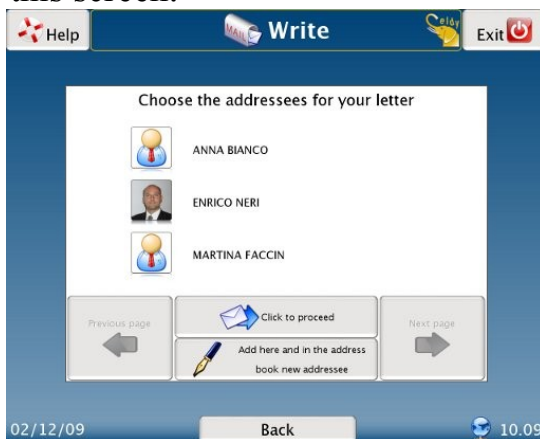 this screen.
Help
MAIL
Write
Eldy
Exit
Choose the addressees for your letter
ANNA BIANCO
ENRICO NERI
MARTINA FACCIN
Previous page
Click to proceed
Next page
Add here and in the address
book new addressee
02/12/09
Back
10.09